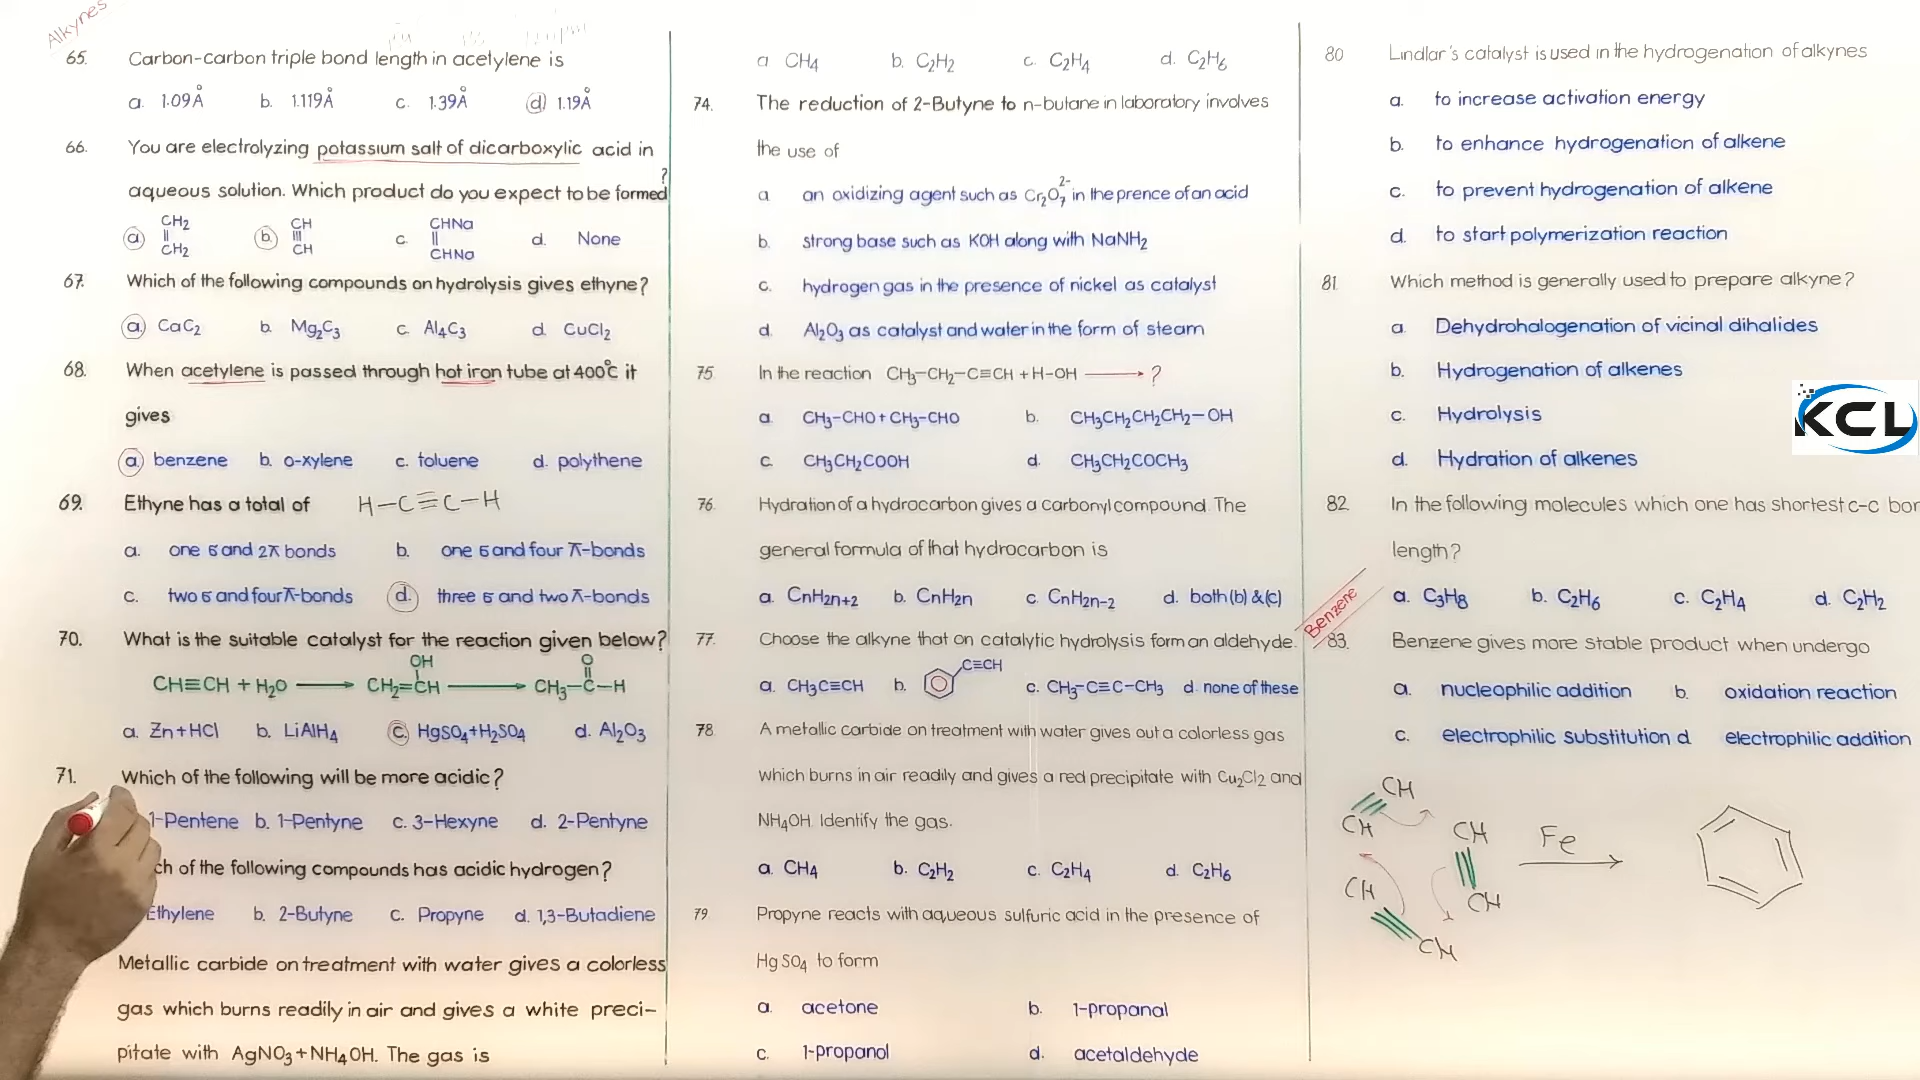 Alkynes
65. Carbon-carbon triple bond length in acetylene is
a. 1.09Å b. 1.119Å c. 1.39Å d. 1.19Å
66. You are electrolyzing potassium salt of dicarboxylic acid in
aqueous solution. Which product do you expect to be formed?
a. CH2=CH2 b. CH≡CH c. CHNa=CHNa d. None
67. Which of the following compounds on hydrolysis gives ethyne?
a. CaC2 b. Mg2C3 c. Al4C3 d. CuCl2
68. When acetylene is passed through hot iron tube at 400°C it
gives
a. benzene b. o-xylene c. toluene d. polythene
69. Ethyne has a total of H-C≡C-H
a. one б and 2π bonds b. one б and four π-bonds
c. two б and four π-bonds d. three б and two π-bonds
70. What is the suitable catalyst for the reaction given below?
OH O
CH≡CH + H2O ⟶ CH2=CH ⟶ CH3-C-H
a. Zn+HCl b. LiAlH4 c. HgSO4+H2SO4 d. Al2O3
71. Which of the following will be more acidic?
1-Pentene b. 1-Pentyne c. 3-Hexyne d. 2-Pentyne
ch of the following compounds has acidic hydrogen?
Ethylene b. 2-Butyne c. Propyne d. 1,3-Butadiene
Metallic carbide on treatment with water gives a colorless
gas which burns readily in air and gives a white preci-
pitate with AgNO3+NH4OH. The gas is
a CH4 b. C2H2 c. C2H4 d. C2H6
74. The reduction of 2-Butyne to n-butane in laboratory involves
the use of
a an oxidizing agent such as Cr2O7²⁻ in the prence of an acid
b. strong base such as KOH along with NaNH2
c. hydrogen gas in the presence of nickel as catalyst
d. Al2O3 as catalyst and water in the form of steam
75 In the reaction CH3-CH2-C≡CH + H-OH ⟶ ?
a. CH3-CHO + CH3-CHO b. CH3CH2CH2CH2-OH
c. CH3CH2COOH d. CH3CH2COCH3
76. Hydration of a hydrocarbon gives a carbonyl compound. The
general formula of that hydrocarbon is
a. CnH2n+2 b. CnH2n c. CnH2n-2 d. both (b) & (c)
77. Choose the alkyne that on catalytic hydrolysis form an aldehyde.
a. CH3C≡CH b. C≡CH c. CH3-C≡C-CH3 d. none of these
78. A metallic carbide on treatment with water gives out a colorless gas
which burns in air readily and gives a red precipitate with Cu2Cl2 and
NH4OH. Identify the gas.
a. CH4 b. C2H2 c. C2H4 d. C2H6
79 Propyne reacts with aqueous sulfuric acid in the presence of
HgSO4 to form
a. acetone b. 1-propanal
c. 1-propanol d. acetaldehyde
80 Lindlar's catalyst is used in the hydrogenation of alkynes
a. to increase activation energy
b. to enhance hydrogenation of alkene
c. to prevent hydrogenation of alkene
d. to start polymerization reaction
81. Which method is generally used to prepare alkyne?
a. Dehydrohalogenation of vicinal dihalides
b. Hydrogenation of alkenes
c. Hydrolysis
d. Hydration of alkenes
KCL
82. In the following molecules which one has shortest c-c bon
length?
a. C3H8 b. C2H6 c. C2H4 d. C2H2
Benzene
83. Benzene gives more stable product when undergo
a. nucleophilic addition b. oxidation reaction
c. electrophilic substitution d electrophilic addition
CH
CH
CH
CH
CH
CH
Fe